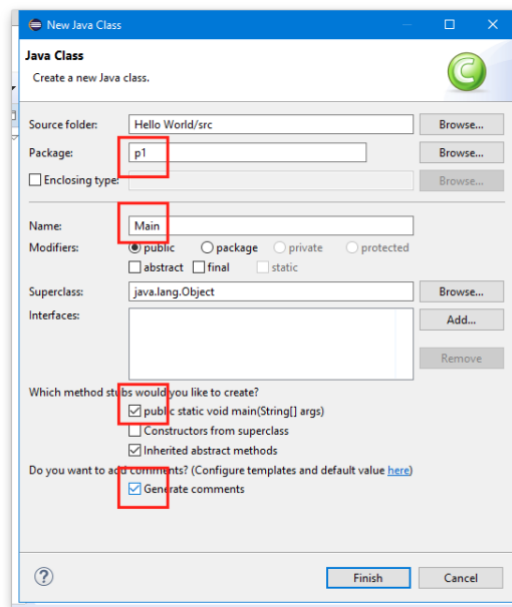 New Java Class
Java Class
Create a new Java class.
Source folder: Hello World/src Browse...
Package: p1 Browse...
Enclosing type: Browse...
Name: Main
Modifiers: public package private protected
abstract final static
Superclass: java.lang.Object Browse...
Interfaces: Add...
Remove
Which method stubs would you like to create?
public static void main(String[] args)
Constructors from superclass
Inherited abstract methods
Do you want to add comments? (Configure templates and default value here)
Generate comments
? Finish Cancel